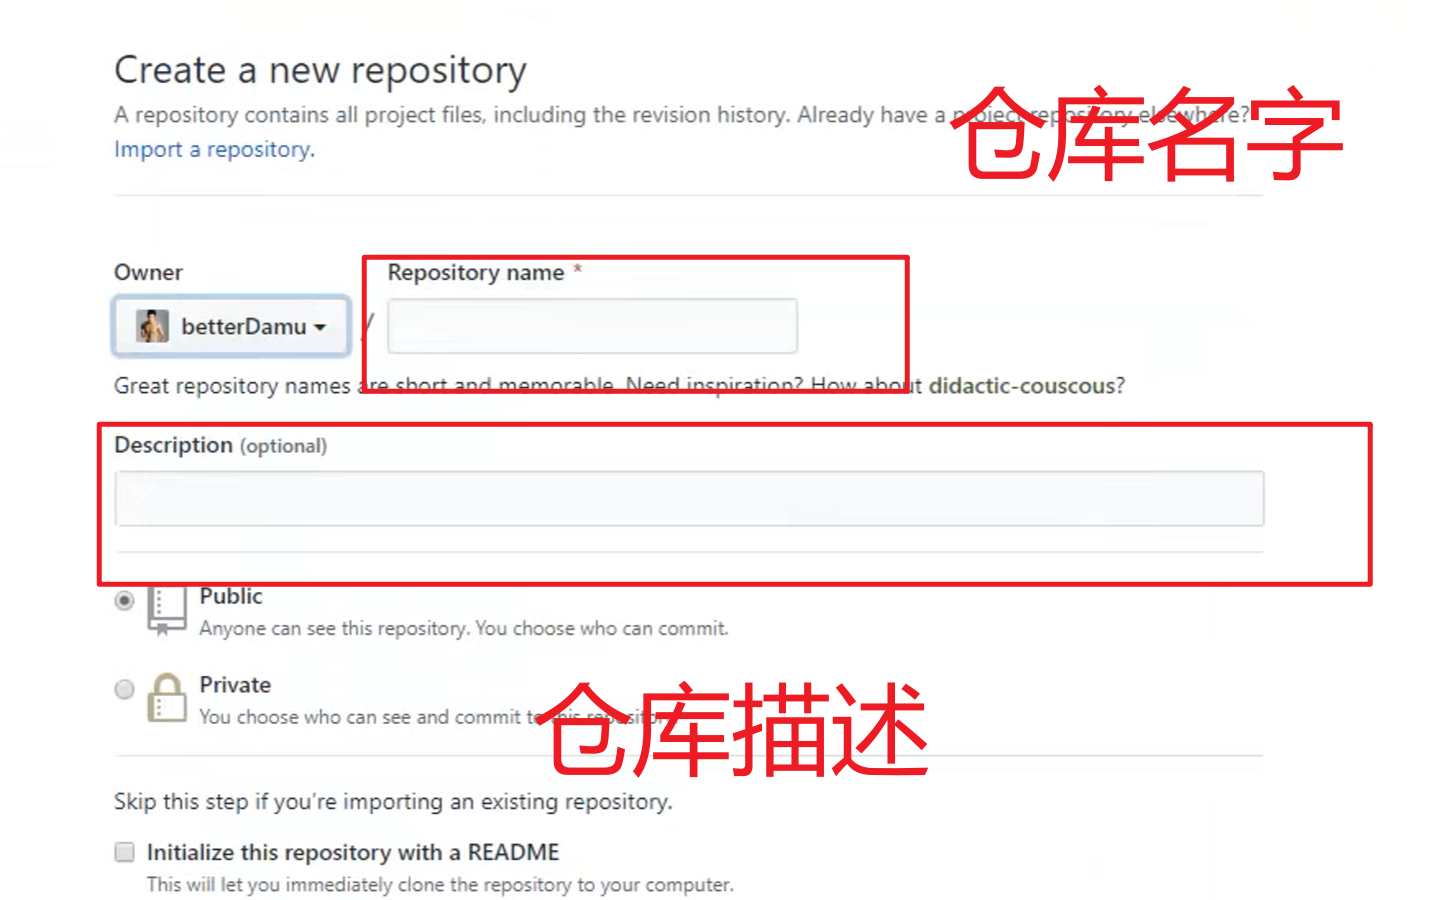 Create a new repository
A repository contains all project files, including the revision history. Already have a project repository elsewhere?
仓库名字
Import a repository.
Owner
Repository name *
betterDamu
/
Great repository names are short and memorable. Need inspiration? How about didactic-couscous?
Description (optional)
Public
Anyone can see this repository. You choose who can commit.
Private
You choose who can see and commit to this repository.
仓库描述
Skip this step if you're importing an existing repository.
Initialize this repository with a README
This will let you immediately clone the repository to your computer.